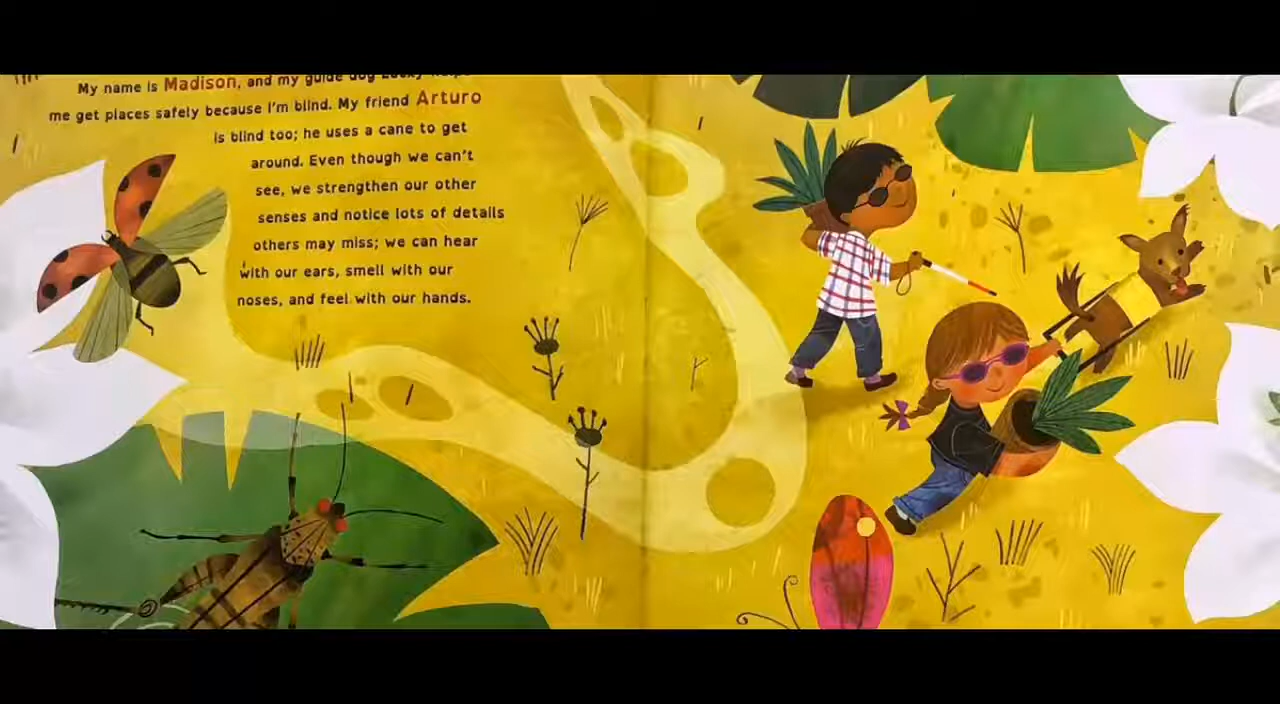 My name is Madison, and my guide dog Lucky helps
me get places safely because I'm blind. My friend Arturo
is blind too; he uses a cane to get
around. Even though we can't
see, we strengthen our other
senses and notice lots of details
others may miss; we can hear
with our ears, smell with our
noses, and feel with our hands.